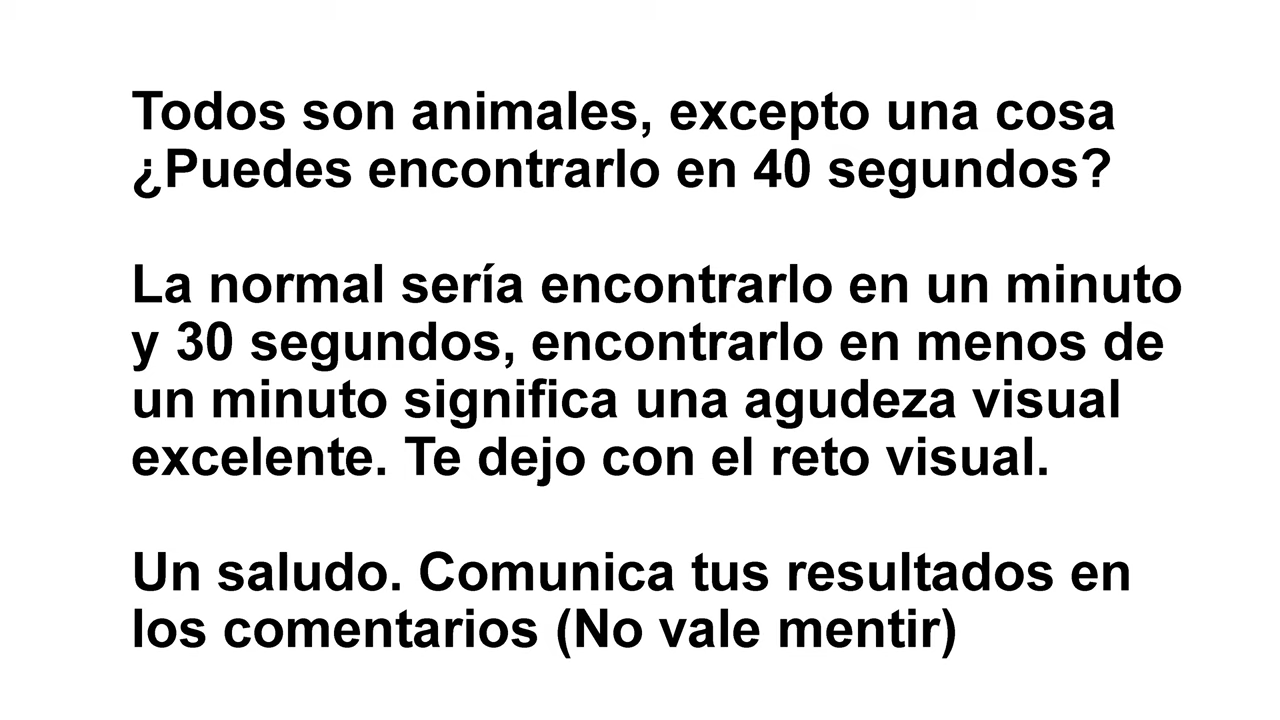 Todos son animales, excepto una cosa
¿Puedes encontrarlo en 40 segundos?
La normal sería encontrarlo en un minuto
y 30 segundos, encontrarlo en menos de
un minuto significa una agudeza visual
excelente. Te dejo con el reto visual.
Un saludo. Comunica tus resultados en
los comentarios (No vale mentir)